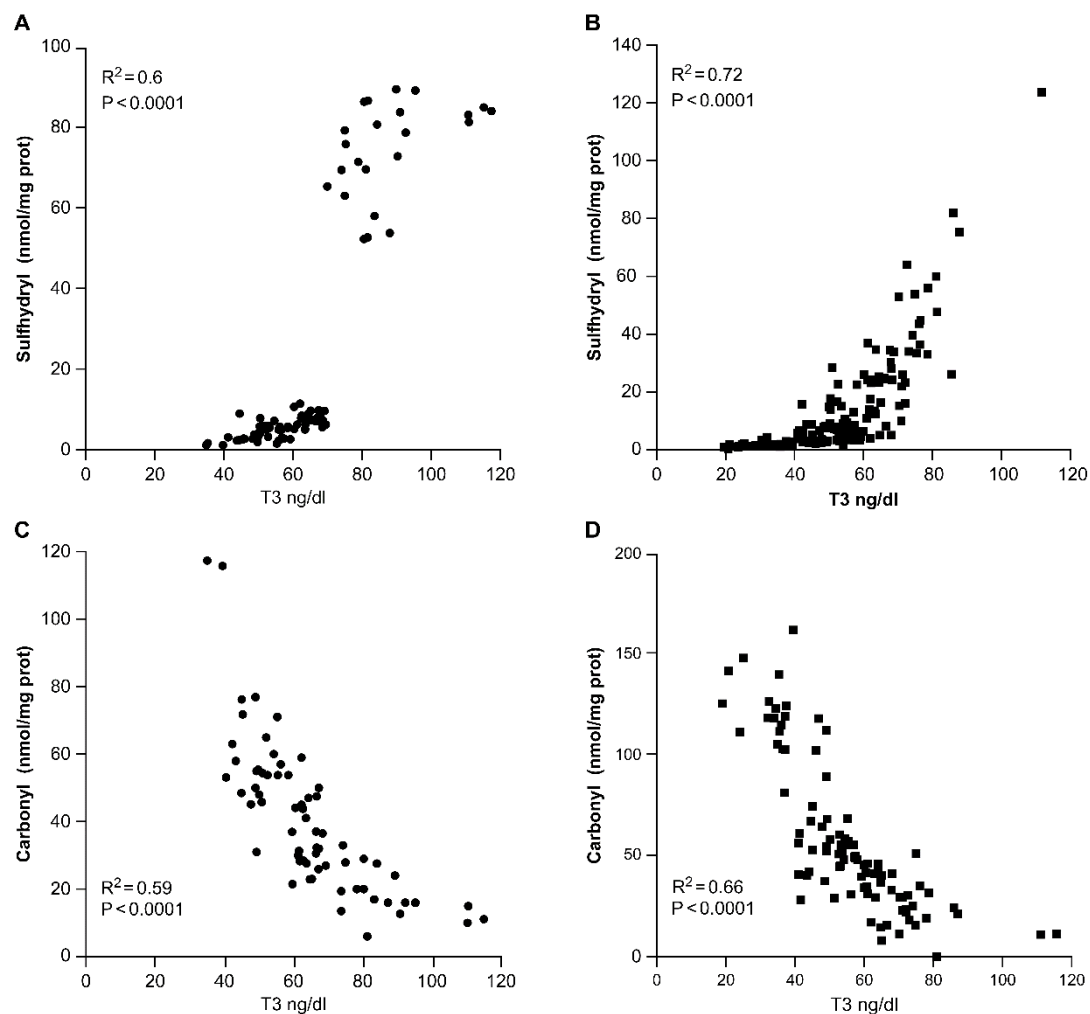 A
R²=0.6
P<0.0001
Sulfhydryl (nmol/mg prot)
100
80
60
40
20
0
0 20 40 60 80 100 120
T3 ng/dl
B
R²=0.72
P<0.0001
Sulfhydryl (nmol/mg prot)
140
120
100
80
60
40
20
0
0 20 40 60 80 100 120
T3 ng/dl
C
Carbonyl (nmol/mg prot)
120
100
80
60
40
20
0
R²=0.59
P<0.0001
0 20 40 60 80 100 120
T3 ng/dl
D
Carbonyl (nmol/mg prot)
200
150
100
50
0
R²=0.66
P<0.0001
0 20 40 60 80 100 120
T3 ng/dl